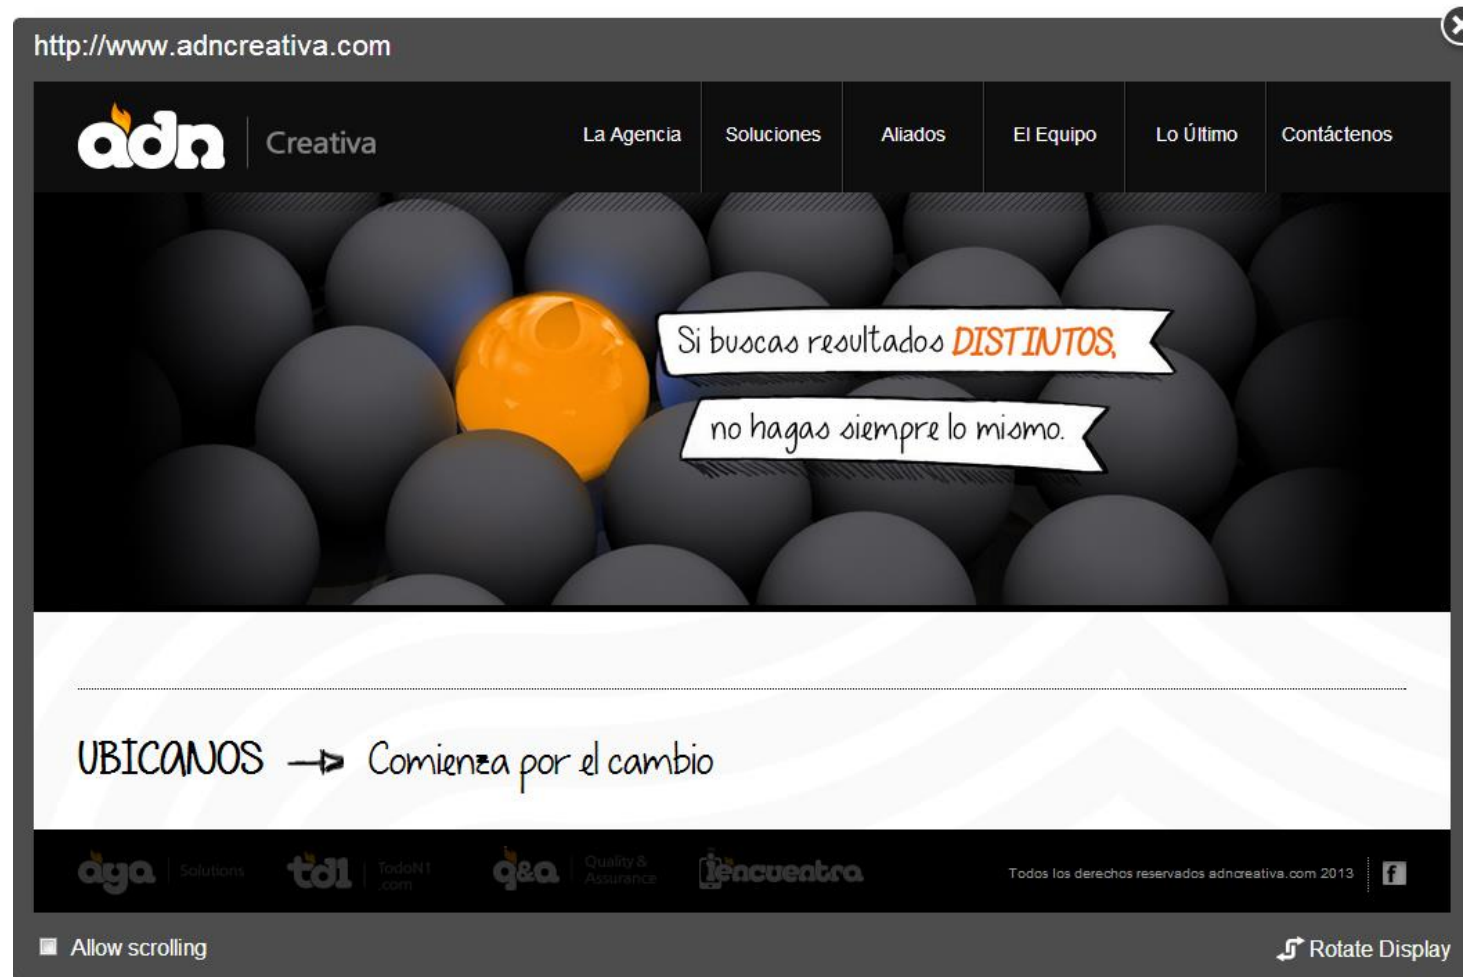 http://www.adncreativa.com
adn Creativa
La Agencia Soluciones Aliados El Equipo Lo Último Contáctenos
Si buscas resultados DISTINTOS,
no hagas siempre lo mismo.
UBICANOS Comienza por el cambio
aya Solutions
td1 TodoN1
.com
q&a Quality &
Assurance
iencuentra
Todos los derechos reservados adncreativa.com 2013
f
Allow scrolling
Rotate Display